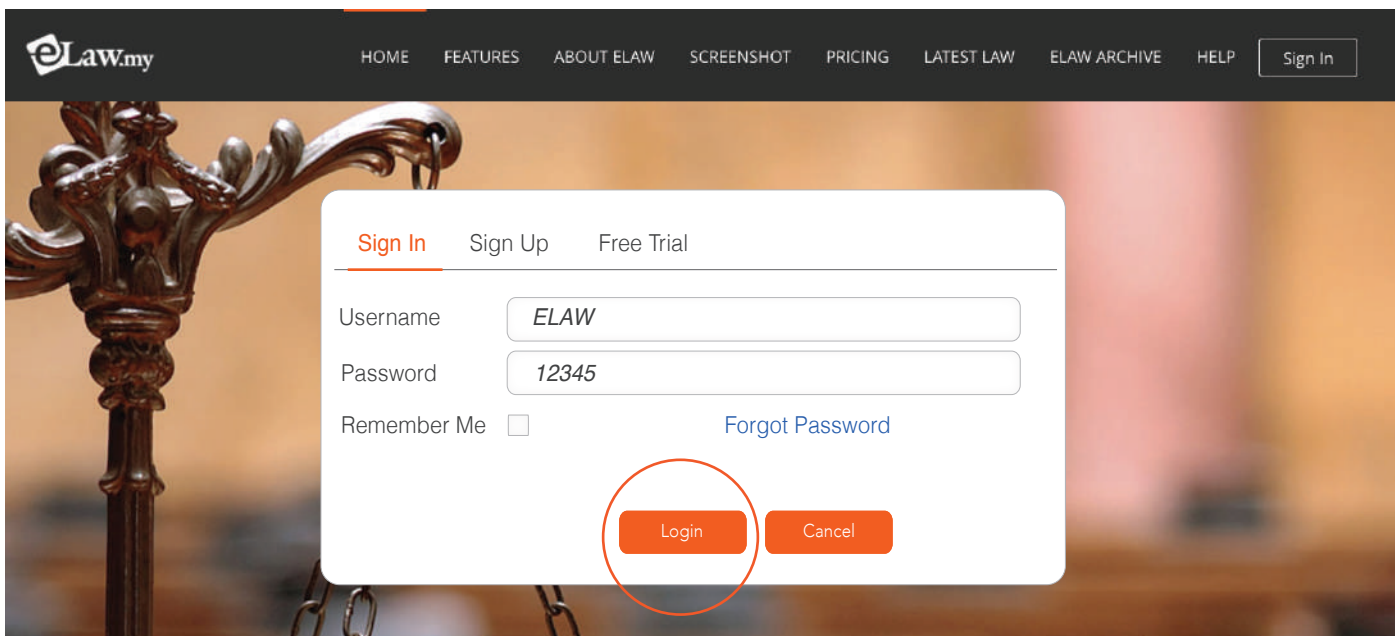 eLaw.my HOME FEATURES ABOUT ELAW SCREENSHOT PRICING LATEST LAW ELAW ARCHIVE HELP Sign In
Sign In Sign Up Free Trial
Username ELAW
Password 12345
Remember Me Forgot Password
Login Cancel